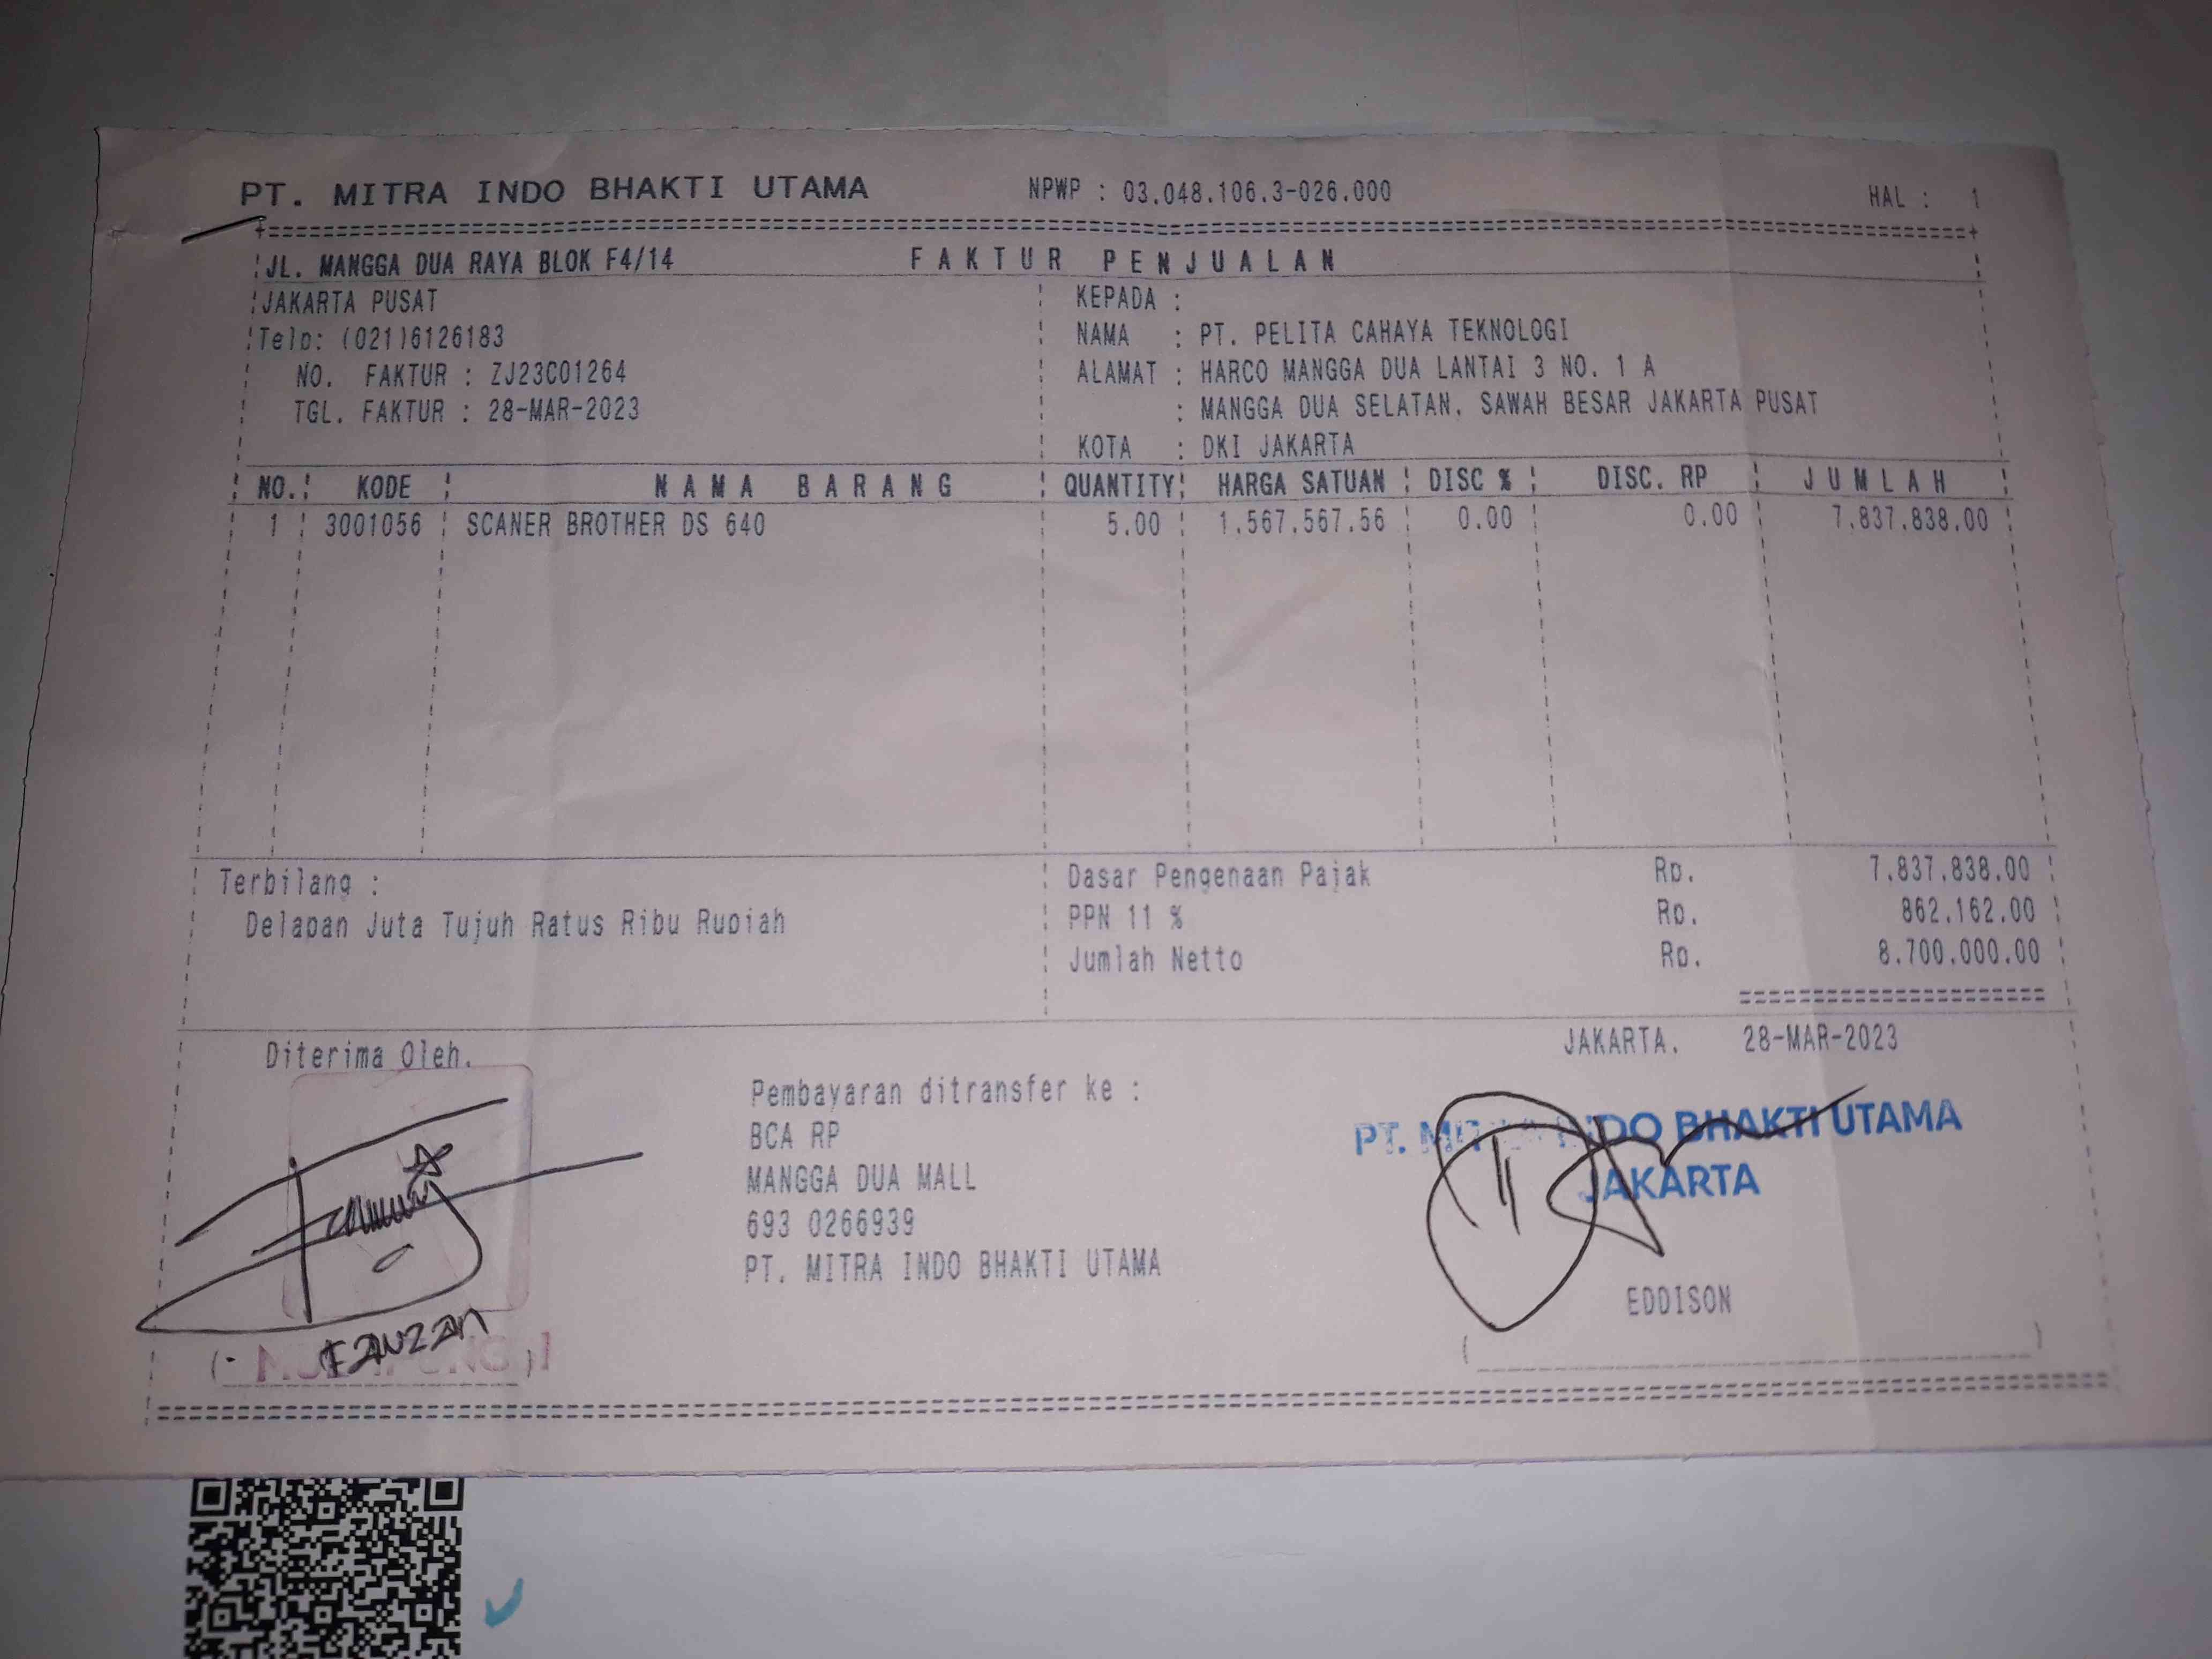 PT. MITRA INDO BHAKTI UTAMA NPWP : 03.048.106.3-026.000 HAL : 1
JL. MANGGA DUA RAYA BLOK F4/14 FAKTUR PENJUALAN
JAKARTA PUSAT KEPADA :
Telp: (021)6126183 NAMA : PT. PELITA CAHAYA TEKNOLOGI
NO. FAKTUR : ZJ23C01264 ALAMAT : HARCO MANGGA DUA LANTAI 3 NO. 1 A
TGL. FAKTUR : 28-MAR-2023 : MANGGA DUA SELATAN, SAWAH BESAR JAKARTA PUSAT
KOTA : DKI JAKARTA
NO. KODE NAMA BARANG QUANTITY HARGA SATUAN DISC % DISC. RP JUMLAH
1 3001056 SCANER BROTHER DS 640 5.00 1,567,567.56 0.00 0.00 7,837,838.00
Terbilang : Dasar Pengenaan Pajak Rp. 7,837,838.00
Delapan Juta Tujuh Ratus Ribu Rupiah PPN 11 % Rp. 862,162.00
Jumlah Netto Rp. 8,700,000.00
JAKARTA, 28-MAR-2023
Diterima Oleh,
Pembayaran ditransfer ke :
BCA RP
MANGGA DUA MALL
693 0266939
PT. MITRA INDO BHAKTI UTAMA
PT. MITRA INDO BHAKTI UTAMA
JAKARTA
EDDISON
FAUZAN